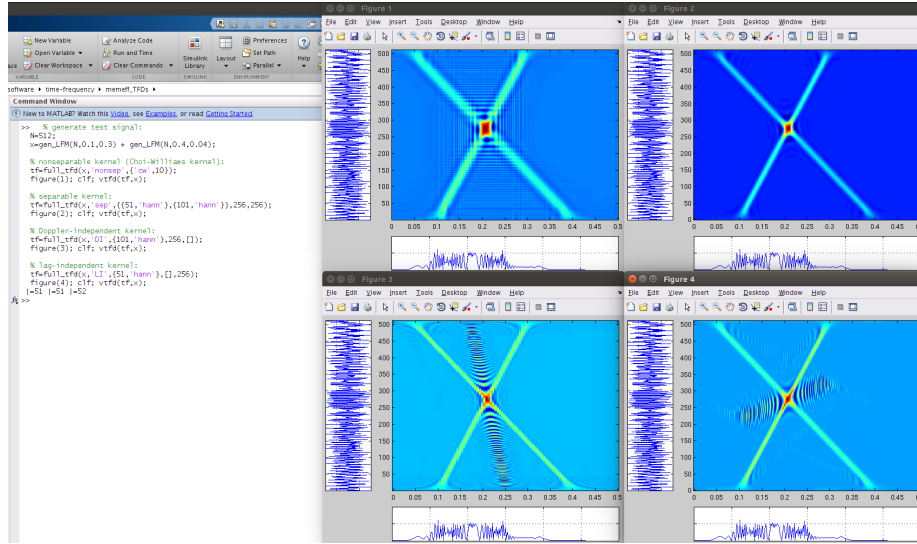 New Variable
Analyze Code
Preferences
Open Variable
Run and Time
Set Path
Clear Workspace
Clear Commands
Simulink
Library
Layout
Parallel
Help
VARIABLE
CODE
SIMULINK
ENVIRONMENT
software ▸ time-frequency ▸ memeff_TFDs ▸
Command Window
New to MATLAB? Watch this Video, see Examples, or read Getting Started.
>> % generate test signal:
N=512;
x=gen_LFM(N,0.1,0.3) + gen_LFM(N,0.4,0.04);
% nonseparable kernel (Choi-Williams kernel):
tf=full_tfd(x,'nonsep',{'cw',10});
figure(1); clf; vtfd(tf,x);
% separable kernel:
tf=full_tfd(x,'sep',{{51,'hann'},{101,'hann'}},256,256);
figure(2); clf; vtfd(tf,x);
% Doppler-independent kernel:
tf=full_tfd(x,'DI',{101,'hann'},256,[]);
figure(3); clf; vtfd(tf,x);
% lag-independent kernel:
tf=full_tfd(x,'LI',{51,'hann'},[],256);
figure(4); clf; vtfd(tf,x);
|=51 |=51 |=52
fx >>
Figure 1
File Edit View Insert Tools Desktop Window Help
500
450
400
350
300
250
200
150
100
50
0 0.05 0.1 0.15 0.2 0.25 0.3 0.35 0.4 0.45 0.5
Figure 2
File Edit View Insert Tools Desktop Window Help
500
450
400
350
300
250
200
150
100
50
0 0.05 0.1 0.15 0.2 0.25 0.3 0.35 0.4 0.45
Figure 3
File Edit View Insert Tools Desktop Window Help
500
450
400
350
300
250
200
150
100
50
0
0 0.05 0.1 0.15 0.2 0.25 0.3 0.35 0.4 0.45 0.5
Figure 4
File Edit View Insert Tools Desktop Window Help
500
450
400
350
300
250
200
150
100
50
0
0 0.05 0.1 0.15 0.2 0.25 0.3 0.35 0.4 0.45